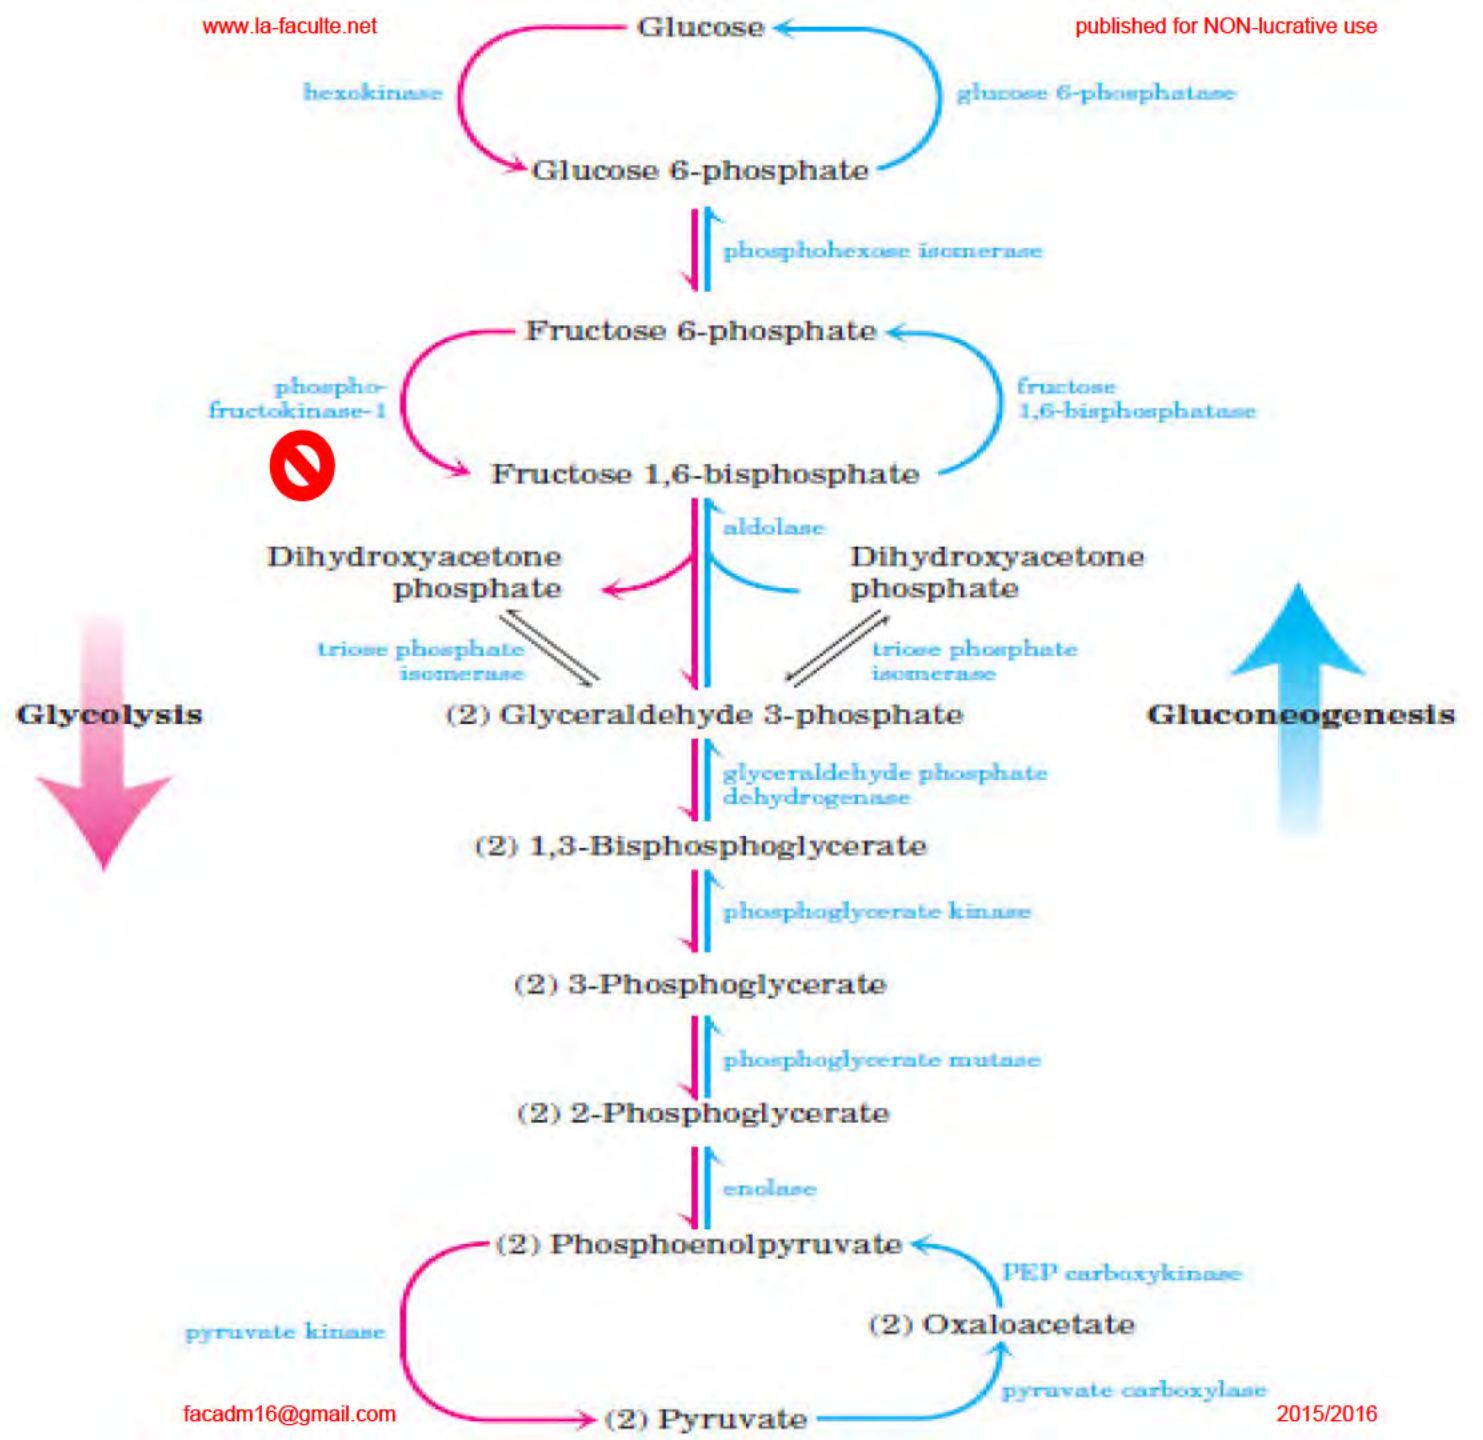 www.la-faculte.net
published for NON-lucrative use
Glucose
hexokinase
glucose 6-phosphatase
Glucose 6-phosphate
phosphohexose isomerase
Fructose 6-phosphate
phospho-
fructokinase-1
fructose
1,6-bisphosphatase
Fructose 1,6-bisphosphate
aldolase
Dihydroxyacetone
phosphate
Dihydroxyacetone
phosphate
triose phosphate
isomerase
triose phosphate
isomerase
Glycolysis
(2) Glyceraldehyde 3-phosphate
Gluconeogenesis
glyceraldehyde phosphate
dehydrogenase
(2) 1,3-Bisphosphoglycerate
phosphoglycerate kinase
(2) 3-Phosphoglycerate
phosphoglycerate mutase
(2) 2-Phosphoglycerate
enolase
(2) Phosphoenolpyruvate
PEP carboxykinase
(2) Oxaloacetate
pyruvate kinase
pyruvate carboxylase
facadm16@gmail.com
(2) Pyruvate
2015/2016